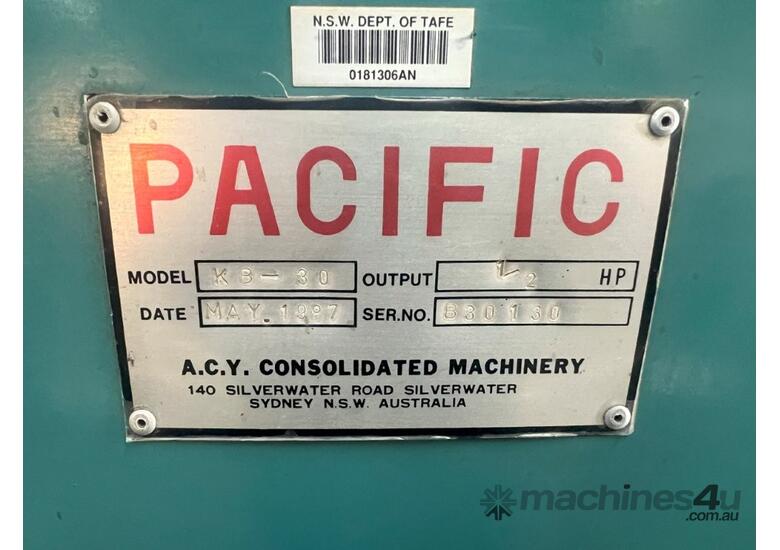 N.S.W. DEPT. OF TAFE
0181306AN
PACIFIC
MODEL KB-30 OUTPUT 1/2 HP
DATE MAY.1997 SER.NO. B30130
A.C.Y. CONSOLIDATED MACHINERY
140 SILVERWATER ROAD SILVERWATER
SYDNEY N.S.W. AUSTRALIA
machines4u
.com.au